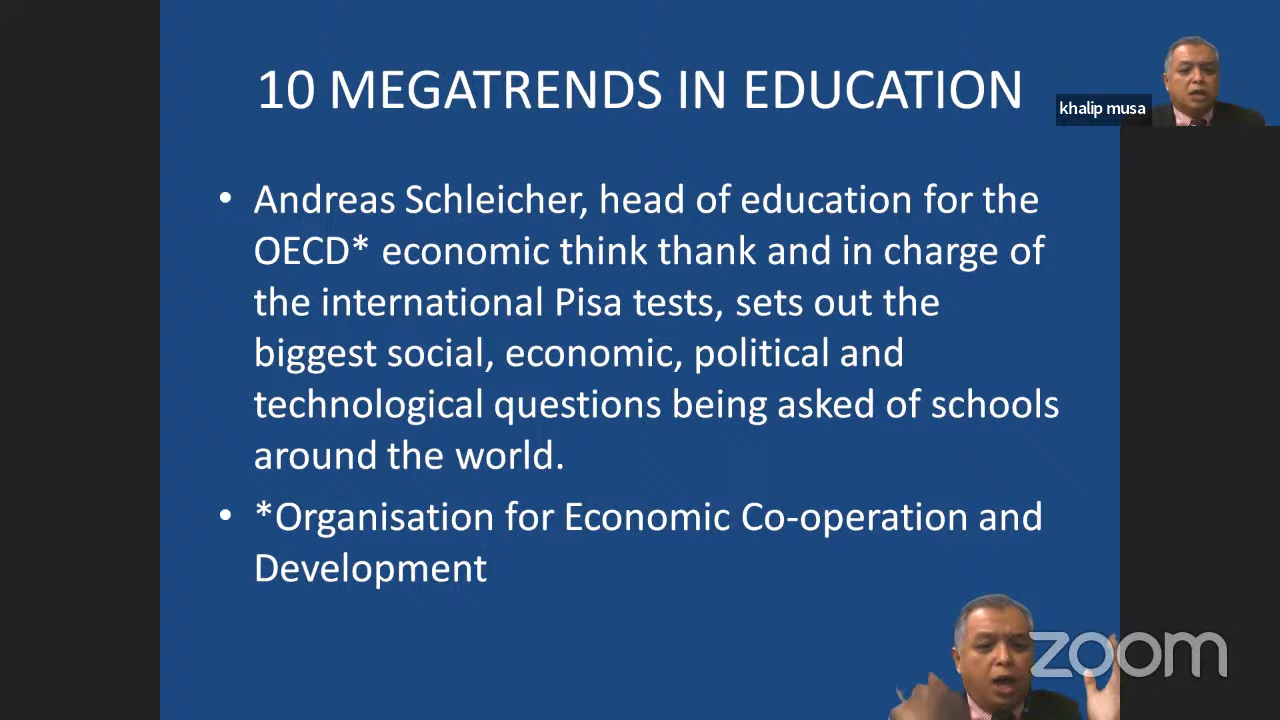 10 MEGATRENDS IN EDUCATION
khalip musa
• Andreas Schleicher, head of education for the
OECD* economic think thank and in charge of
the international Pisa tests, sets out the
biggest social, economic, political and
technological questions being asked of schools
around the world.
• *Organisation for Economic Co-operation and
Development
zoom